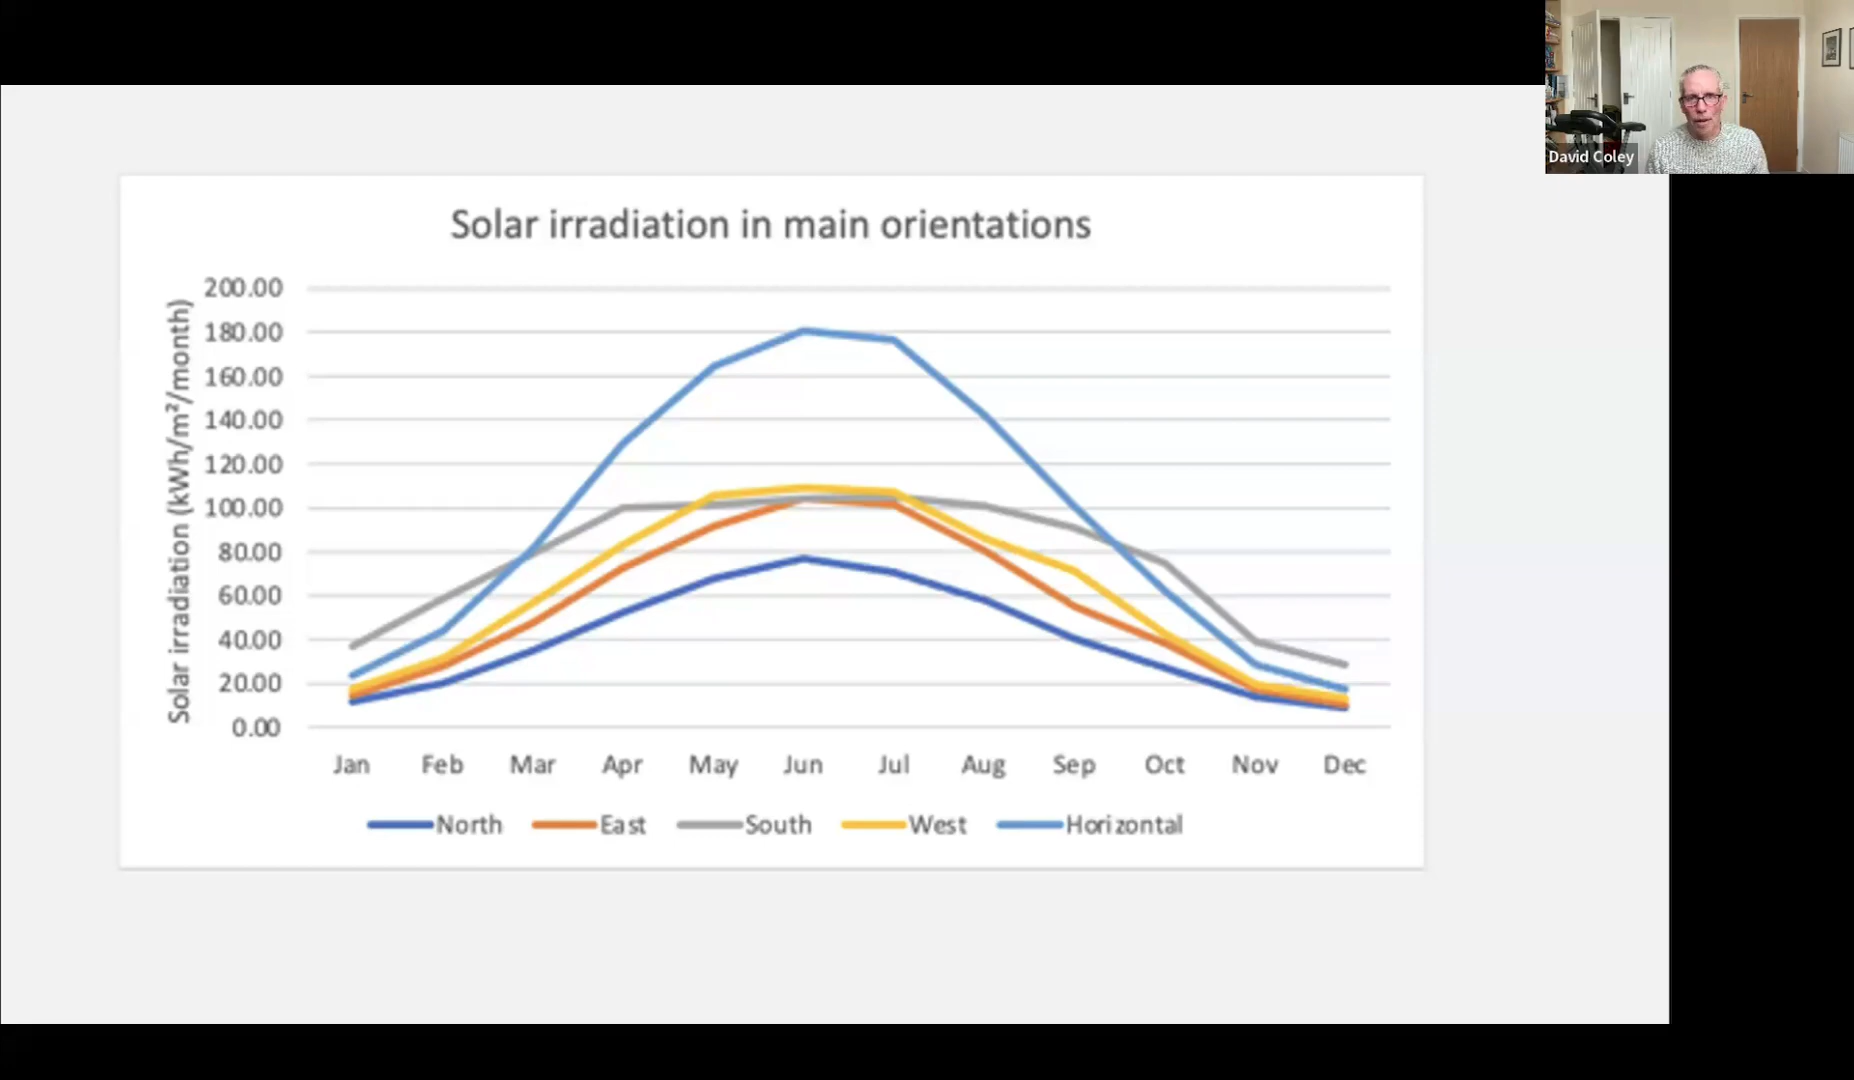 David Coley
Solar irradiation in main orientations
Solar irradiation (kWh/m²/month)
200.00
180.00
160.00
140.00
120.00
100.00
80.00
60.00
40.00
20.00
0.00
Jan Feb Mar Apr May Jun Jul Aug Sep Oct Nov Dec
North East South West Horizontal